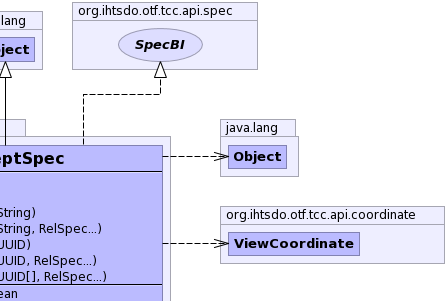 org.ihtsdo.otf.tcc.api.spec
lang
ject
SpecBI
java.lang
eptSpec
Object
String)
String, RelSpec...)
UUID)
UUID, RelSpec...)
UUID[], RelSpec...)
ean
org.ihtsdo.otf.tcc.api.coordinate
ViewCoordinate